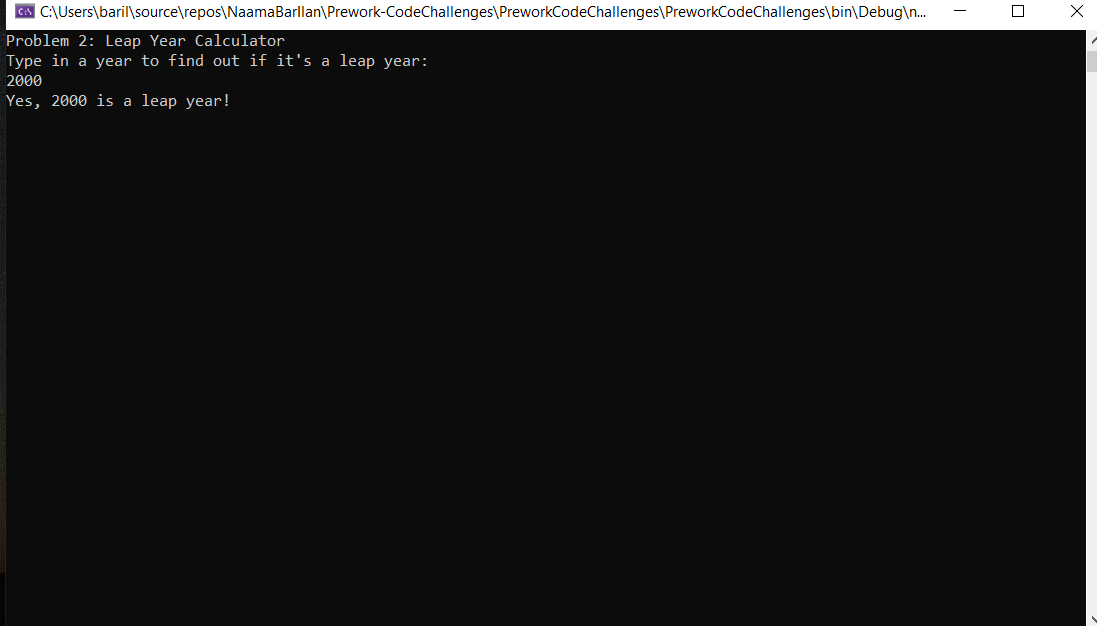 C:\Users\baril\source\repos\NaamaBarIlan\Prework-CodeChallenges\PreworkCodeChallenges\PreworkCodeChallenges\bin\Debug\n...
Problem 2: Leap Year Calculator
Type in a year to find out if it's a leap year:
2000
Yes, 2000 is a leap year!